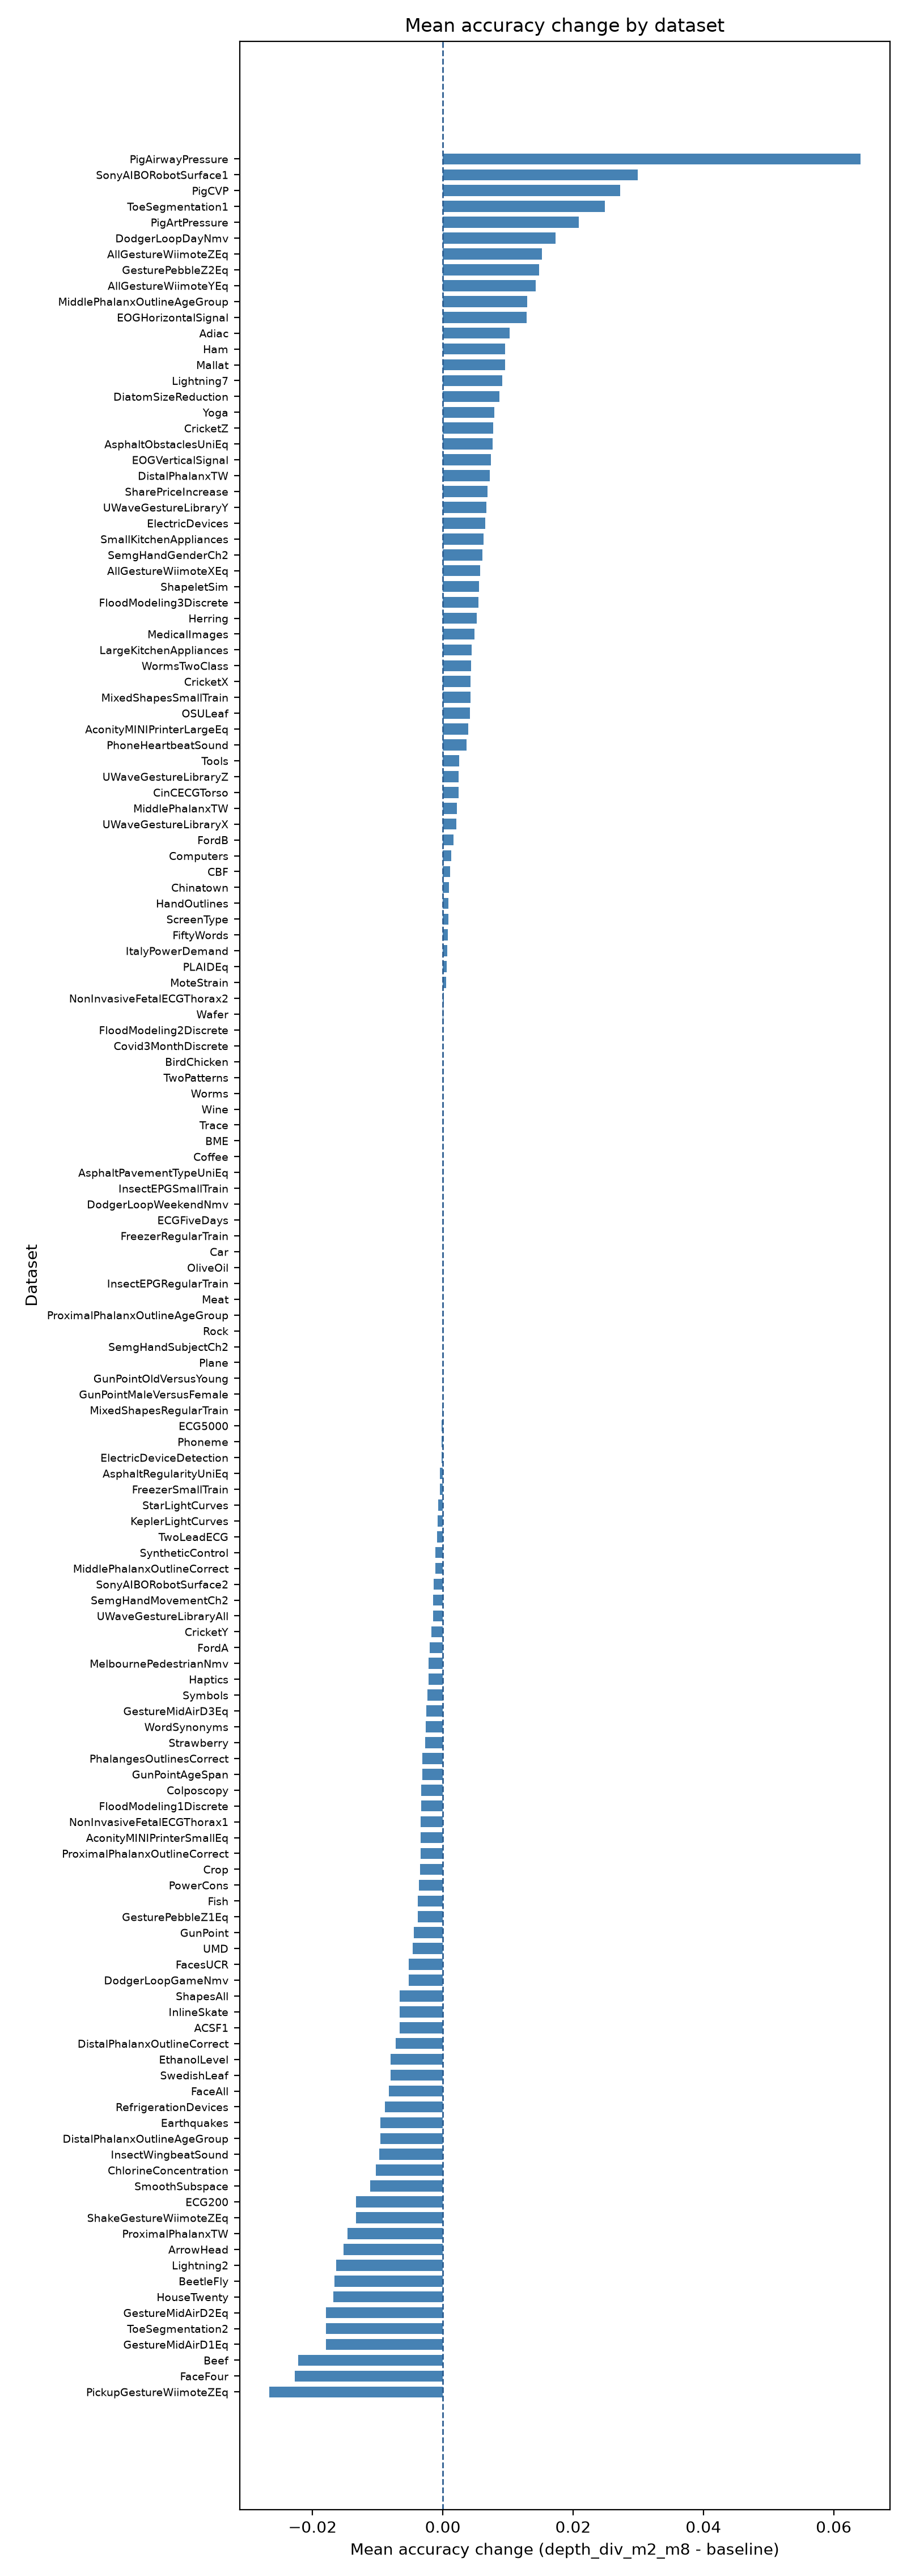 Mean accuracy change by dataset
PigAirwayPressure
SonyAIBORobotSurface1
PigCVP
ToeSegmentation1
PigArtPressure
DodgerLoopDayNmv
AllGestureWiimoteZEq
GesturePebbleZ2Eq
AllGestureWiimoteYEq
MiddlePhalanxOutlineAgeGroup
EOGHorizontalSignal
Adiac
Ham
Mallat
Lightning7
DiatomSizeReduction
Yoga
CricketZ
AsphaltObstaclesUniEq
EOGVerticalSignal
DistalPhalanxTW
SharePriceIncrease
UWaveGestureLibraryY
ElectricDevices
SmallKitchenAppliances
SemgHandGenderCh2
AllGestureWiimoteXEq
ShapeletSim
FloodModeling3Discrete
Herring
MedicalImages
LargeKitchenAppliances
WormsTwoClass
CricketX
MixedShapesSmallTrain
OSULeaf
AconityMINIPrinterLargeEq
PhoneHeartbeatSound
Tools
UWaveGestureLibraryZ
CinCECGTorso
MiddlePhalanxTW
UWaveGestureLibraryX
FordB
Computers
CBF
Chinatown
HandOutlines
ScreenType
FiftyWords
ItalyPowerDemand
PLAIDEq
MoteStrain
NonInvasiveFetalECGThorax2
Wafer
FloodModeling2Discrete
Covid3MonthDiscrete
BirdChicken
TwoPatterns
Worms
Wine
Trace
BME
Coffee
AsphaltPavementTypeUniEq
InsectEPGSmallTrain
DodgerLoopWeekendNmv
ECGFiveDays
FreezerRegularTrain
Car
OliveOil
InsectEPGRegularTrain
Meat
ProximalPhalanxOutlineAgeGroup
Rock
SemgHandSubjectCh2
Plane
GunPointOldVersusYoung
GunPointMaleVersusFemale
MixedShapesRegularTrain
ECG5000
Phoneme
ElectricDeviceDetection
AsphaltRegularityUniEq
FreezerSmallTrain
StarLightCurves
KeplerLightCurves
TwoLeadECG
SyntheticControl
MiddlePhalanxOutlineCorrect
SonyAIBORobotSurface2
SemgHandMovementCh2
UWaveGestureLibraryAll
CricketY
FordA
MelbournePedestrianNmv
Haptics
Symbols
GestureMidAirD3Eq
WordSynonyms
Strawberry
PhalangesOutlinesCorrect
GunPointAgeSpan
Colposcopy
FloodModeling1Discrete
NonInvasiveFetalECGThorax1
AconityMINIPrinterSmallEq
ProximalPhalanxOutlineCorrect
Crop
PowerCons
Fish
GesturePebbleZ1Eq
GunPoint
UMD
FacesUCR
DodgerLoopGameNmv
ShapesAll
InlineSkate
ACSF1
DistalPhalanxOutlineCorrect
EthanolLevel
SwedishLeaf
FaceAll
RefrigerationDevices
Earthquakes
DistalPhalanxOutlineAgeGroup
InsectWingbeatSound
ChlorineConcentration
SmoothSubspace
ECG200
ShakeGestureWiimoteZEq
ProximalPhalanxTW
ArrowHead
Lightning2
BeetleFly
HouseTwenty
GestureMidAirD2Eq
ToeSegmentation2
GestureMidAirD1Eq
Beef
FaceFour
PickupGestureWiimoteZEq
Dataset
−0.02 0.00 0.02 0.04 0.06
Mean accuracy change (depth_div_m2_m8 - baseline)